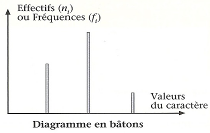 Effectifs (nᵢ)
ou Fréquences (fᵢ)
Valeurs
du caractère
Diagramme en bâtons